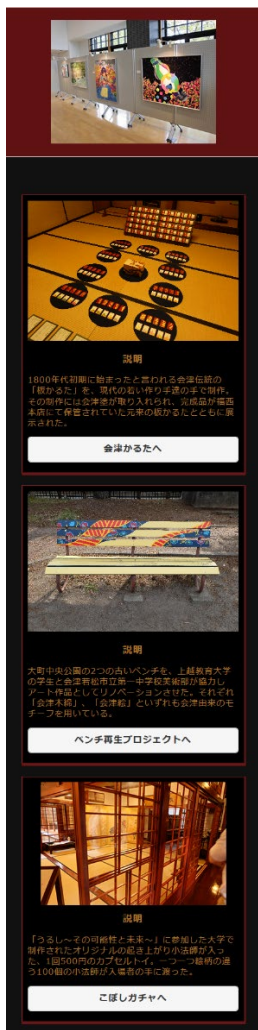 説明
1800年代初期に始まったと言われる会津伝統の
「板かるた」を、現代の若い作り手達の手で制作。
その制作には会津塗が取り入れられ、完成品が福西
本店にて保管されていた元来の板かるたとともに展
示された。
会津かるたへ
説明
大町中央公園の2つの古いベンチを、上越教育大学
の学生と会津若松市立第一中学校美術部が協力し
アート作品としてリノベーションさせた。それぞれ
「会津木綿」、「会津絵」といずれも会津由来のモ
チーフを用いている。
ベンチ再生プロジェクトへ
説明
「うるし～その可能性と未来～」に参加した大学で
制作されたオリジナルの起き上がり小法師が入っ
た、1回500円のカプセルトイ。一つ一つ絵柄の違
う100個の小法師が入場者の手に渡った。
こぼしガチャへ